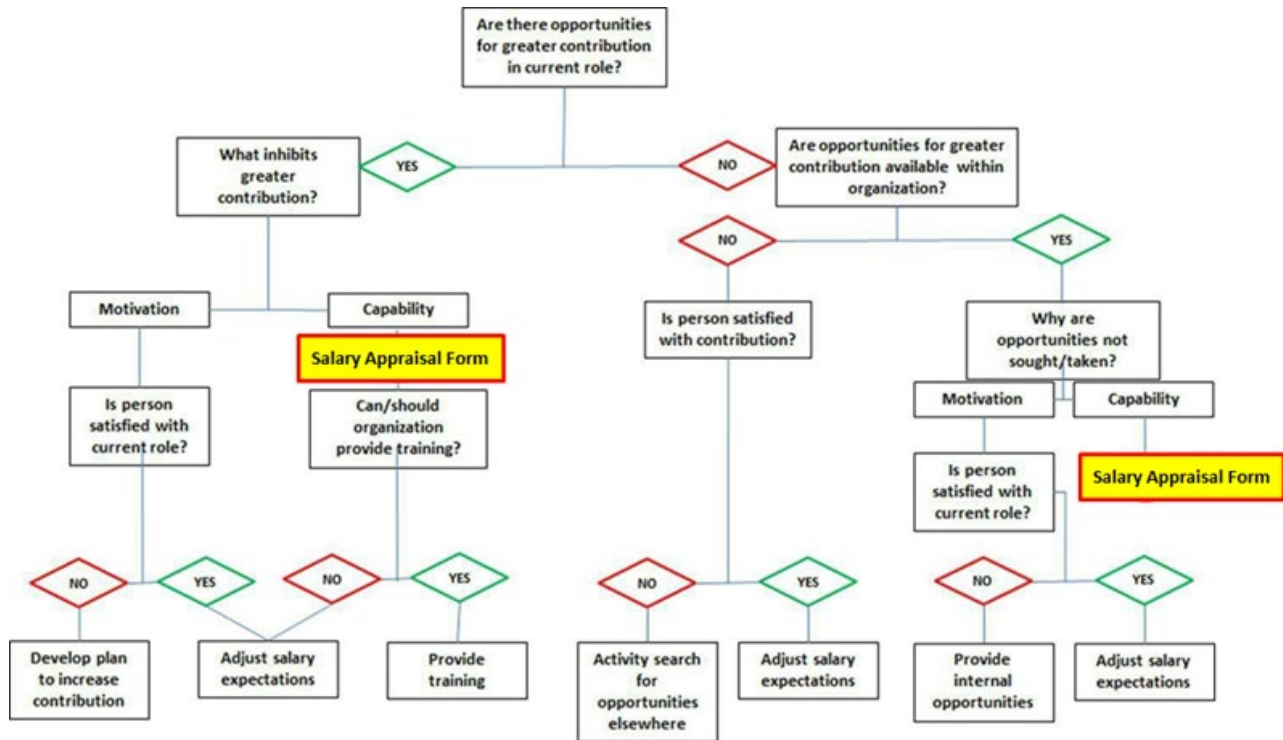 Are there opportunities
for greater contribution
in current role?
What inhibits
greater
contribution?
YES
NO
Are opportunities for greater
contribution available within
organization?
NO
YES
Motivation
Capability
Salary Appraisal Form
Is person
satisfied with
current role?
Can/should
organization
provide training?
Is person satisfied
with contribution?
Why are
opportunities not
sought/taken?
Motivation
Capability
Is person
satisfied with
current role?
Salary Appraisal Form
NO
YES
NO
YES
NO
YES
NO
YES
Develop plan
to increase
contribution
Adjust salary
expectations
Provide
training
Activity search
for
opportunities
elsewhere
Adjust salary
expectations
Provide
internal
opportunities
Adjust salary
expectations